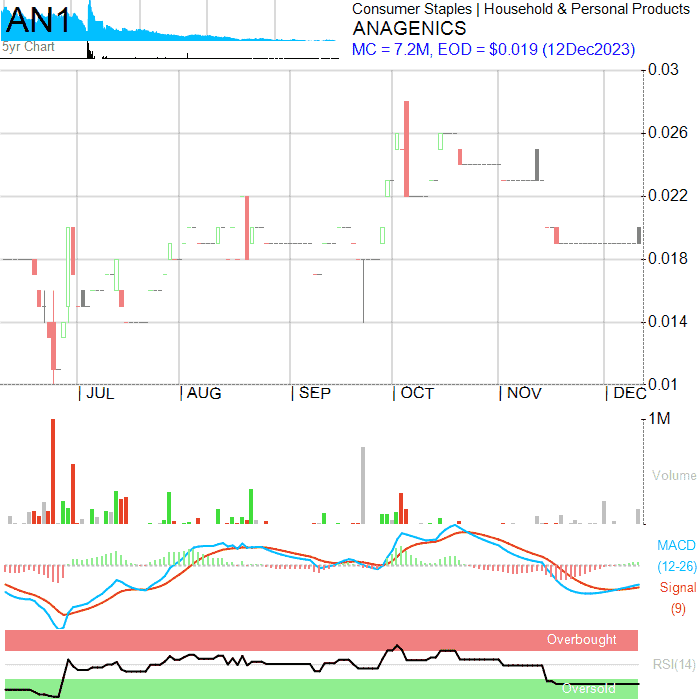 AN1
5yr Chart
Consumer Staples | Household & Personal Products
ANAGENICS
MC = 7.2M, EOD = $0.019 (12Dec2023)
0.03
0.026
0.022
0.018
0.014
0.01
| JUL | AUG | SEP | OCT | NOV | DEC
1M
Volume
MACD
(12-26)
Signal
(9)
Overbought
RSI(14)
Oversold